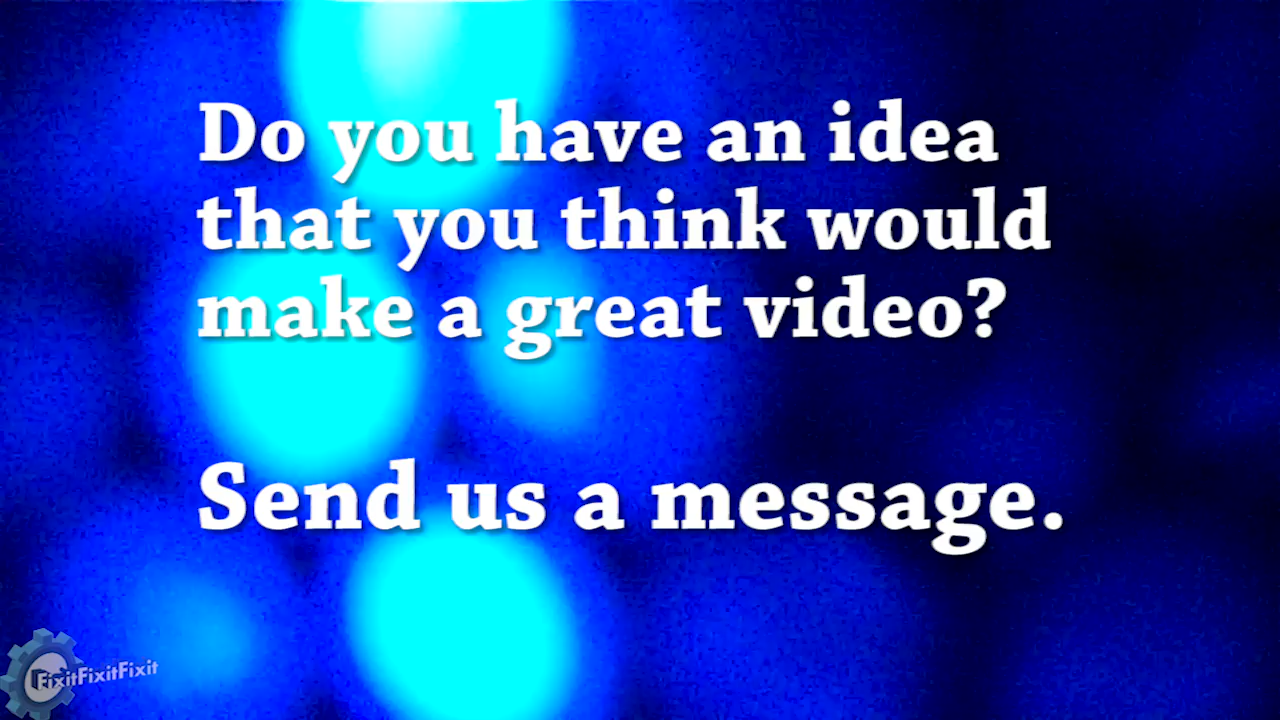 Do you have an idea
that you think would
make a great video?
Send us a message.
FixitFixitFixit